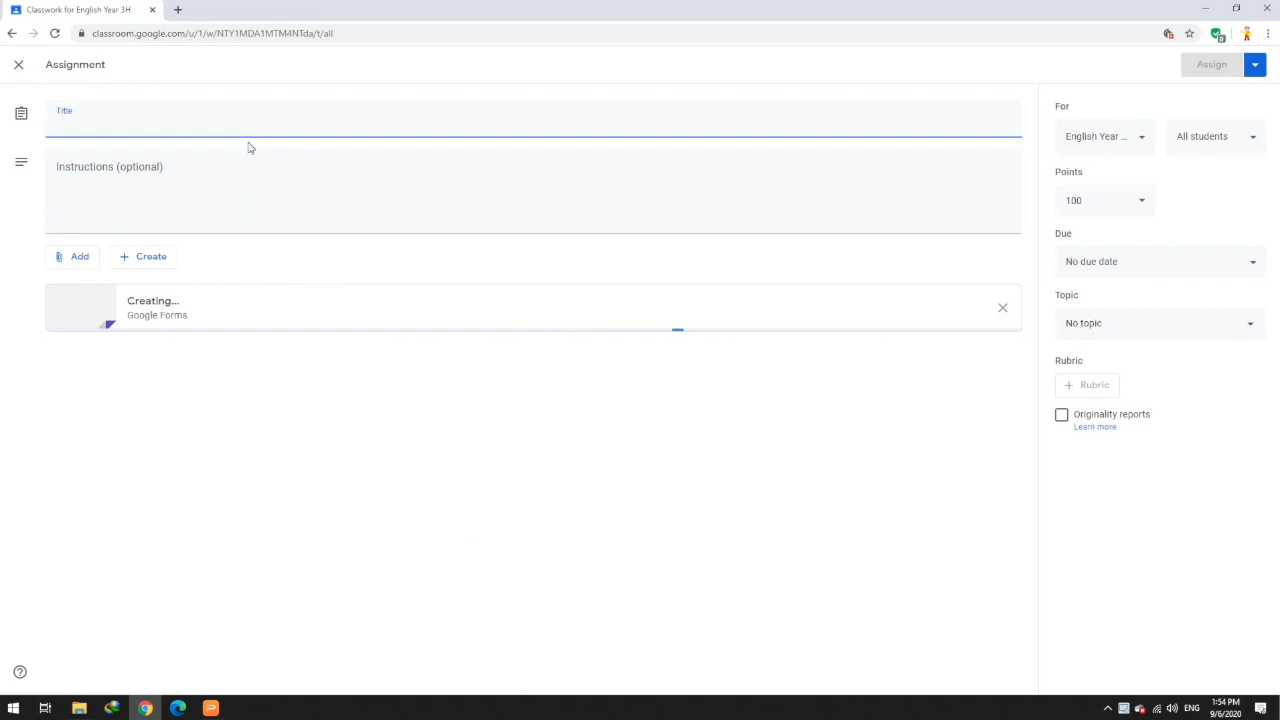 Classwork for English Year 3H
classroom.google.com/u/1/w/NTY1MDA1MTM4NTda/t/all
Assignment
Assign
Title
Instructions (optional)
Add
Create
Creating...
Google Forms
For
English Year ...
All students
Points
100
Due
No due date
Topic
No topic
Rubric
Rubric
Originality reports
Learn more
ENG
1:54 PM
9/6/2020